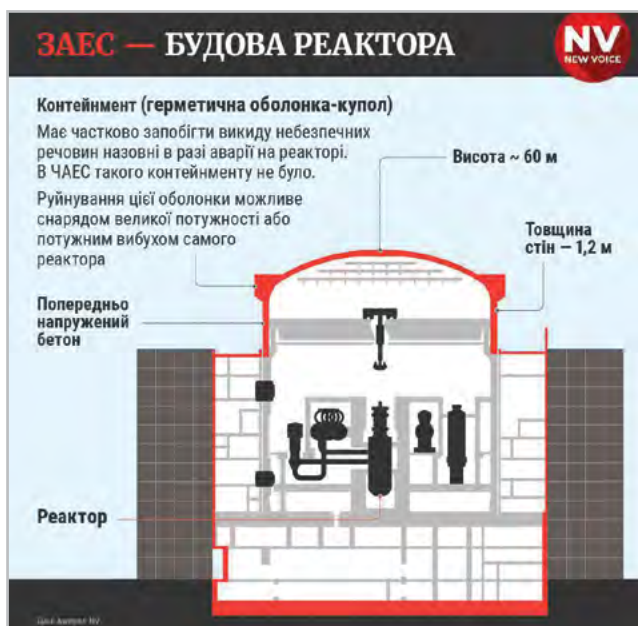 ЗАЕС — БУДОВА РЕАКТОРА
NV
NEW VOICE
Контейнмент (герметична оболонка-купол)
Має частково запобігти викиду небезпечних
речовин назовні в разі аварії на реакторі.
В ЧАЕС такого контейнменту не було.
Руйнування цієї оболонки можливе
снарядом великої потужності або
потужним вибухом самого
реактора
Висота ~ 60 м
Товщина
стін — 1,2 м
Попередньо
напружений
бетон
Реактор